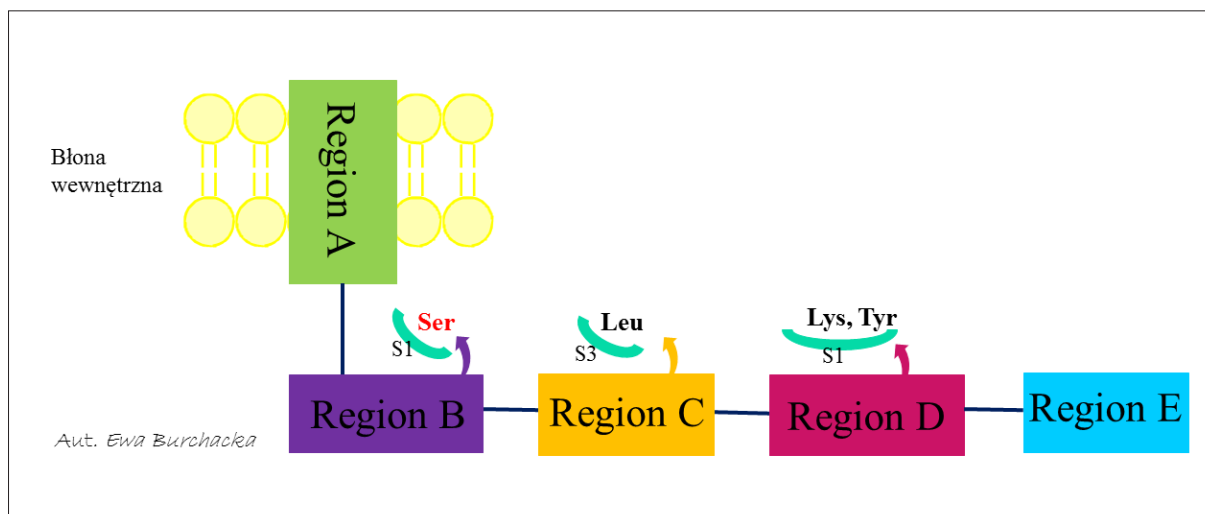 Region A
Błona
wewnętrzna
Ser
S1
Leu
S3
Lys, Tyr
S1
Region B
Region C
Region D
Region E
Aut. Ewa Burchacka